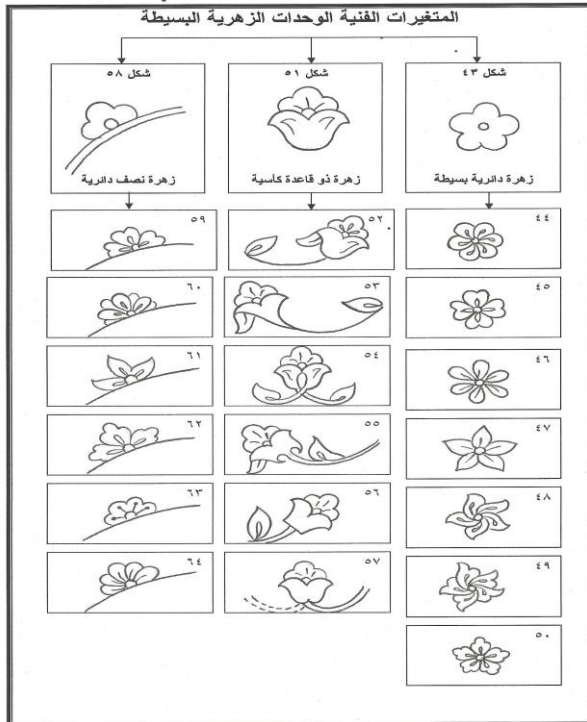 المتغيرات الفنية الوحدات الزهرية البسيطة
شكل ٤٣
زهرة دائرية بسيطة
شكل ٥١
زهرة ذو قاعدة كأسية
شكل ٥٨
زهرة نصف دائرية
٤٤
٤٥
٤٦
٤٧
٤٨
٤٩
٥٠
٥٢
٥٣
٥٤
٥٥
٥٦
٥٧
٥٩
٦٠
٦١
٦٢
٦٣
٦٤